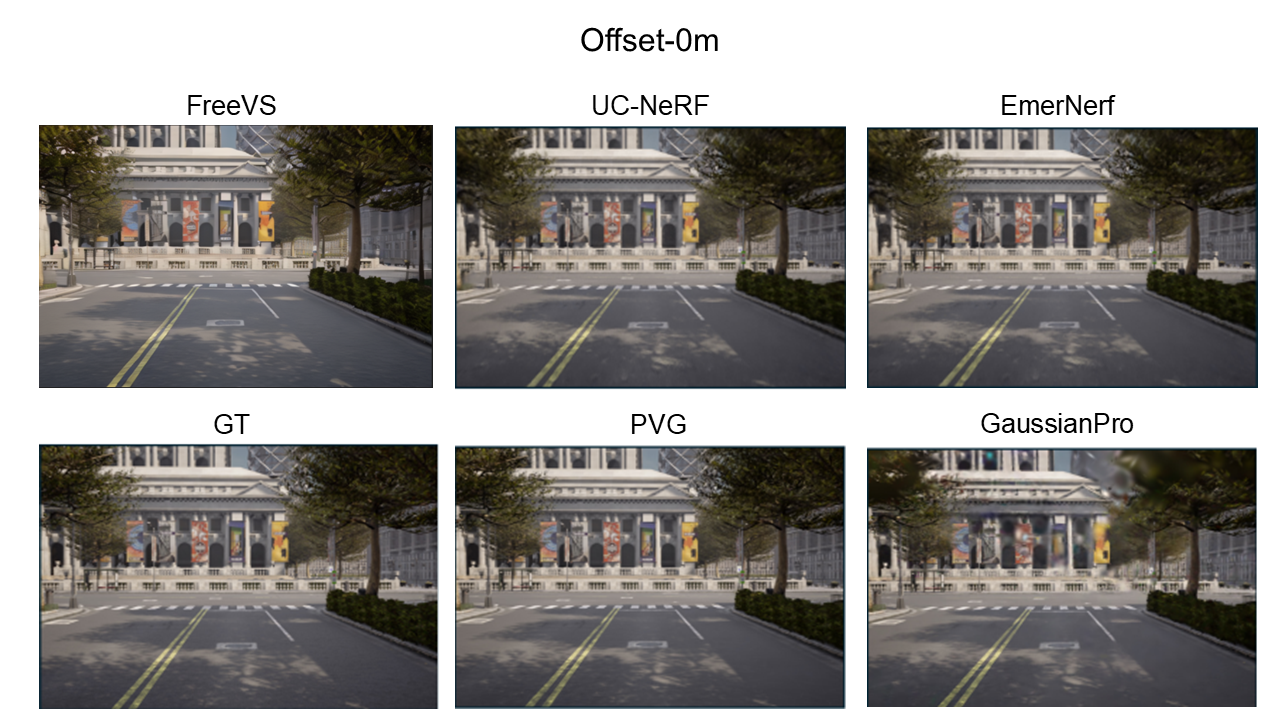 Offset-0m
FreeVS
UC-NeRF
EmerNerf
GT
PVG
GaussianPro